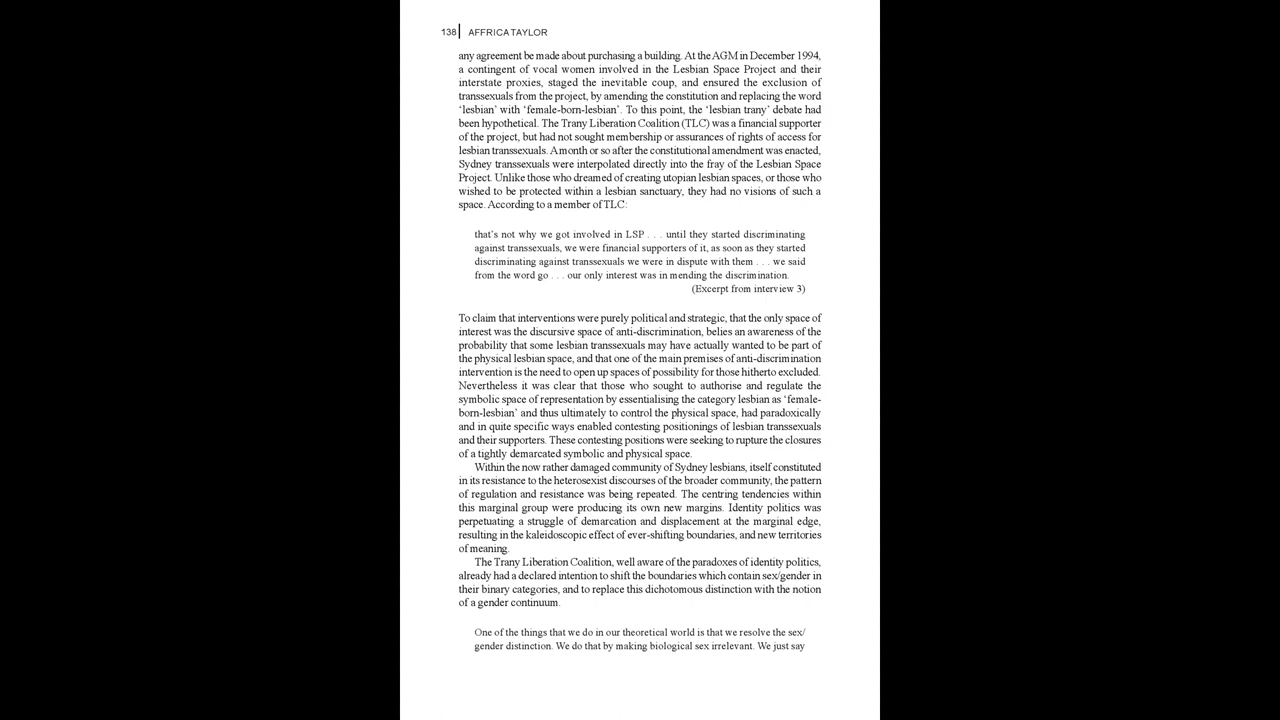 138 AFFRICA TAYLOR
any agreement be made about purchasing a building. At the AGM in December 1994,
a contingent of vocal women involved in the Lesbian Space Project and their
interstate proxies, staged the inevitable coup, and ensured the exclusion of
transsexuals from the project, by amending the constitution and replacing the word
‘lesbian’ with ‘female-born-lesbian’. To this point, the ‘lesbian trany’ debate had
been hypothetical. The Trany Liberation Coalition (TLC) was a financial supporter
of the project, but had not sought membership or assurances of rights of access for
lesbian transsexuals. A month or so after the constitutional amendment was enacted,
Sydney transsexuals were interpolated directly into the fray of the Lesbian Space
Project. Unlike those who dreamed of creating utopian lesbian spaces, or those who
wished to be protected within a lesbian sanctuary, they had no visions of such a
space. According to a member of TLC:
that’s not why we got involved in LSP . . . until they started discriminating
against transsexuals, we were financial supporters of it, as soon as they started
discriminating against transsexuals we were in dispute with them . . . we said
from the word go . . . our only interest was in mending the discrimination.
(Excerpt from interview 3)
To claim that interventions were purely political and strategic, that the only space of
interest was the discursive space of anti-discrimination, belies an awareness of the
probability that some lesbian transsexuals may have actually wanted to be part of
the physical lesbian space, and that one of the main premises of anti-discrimination
intervention is the need to open up spaces of possibility for those hitherto excluded.
Nevertheless it was clear that those who sought to authorise and regulate the
symbolic space of representation by essentialising the category lesbian as ‘female-
born-lesbian’ and thus ultimately to control the physical space, had paradoxically
and in quite specific ways enabled contesting positionings of lesbian transsexuals
and their supporters. These contesting positions were seeking to rupture the closures
of a tightly demarcated symbolic and physical space.
Within the now rather damaged community of Sydney lesbians, itself constituted
in its resistance to the heterosexist discourses of the broader community, the pattern
of regulation and resistance was being repeated. The centring tendencies within
this marginal group were producing its own new margins. Identity politics was
perpetuating a struggle of demarcation and displacement at the marginal edge,
resulting in the kaleidoscopic effect of ever-shifting boundaries, and new territories
of meaning.
The Trany Liberation Coalition, well aware of the paradoxes of identity politics,
already had a declared intention to shift the boundaries which contain sex/gender in
their binary categories, and to replace this dichotomous distinction with the notion
of a gender continuum.
One of the things that we do in our theoretical world is that we resolve the sex/
gender distinction. We do that by making biological sex irrelevant. We just say